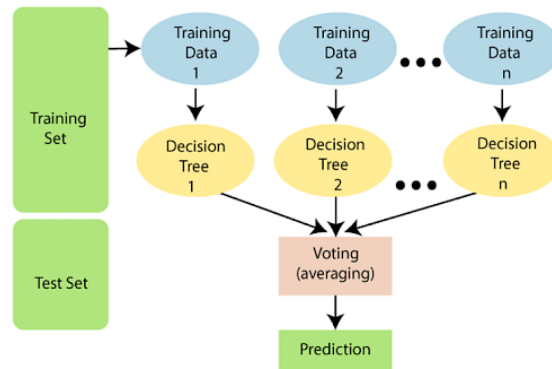 Training
Set
Test Set
Training
Data
1
Training
Data
2
Training
Data
n
Decision
Tree
1
Decision
Tree
2
Decision
Tree
n
Voting
(averaging)
Prediction